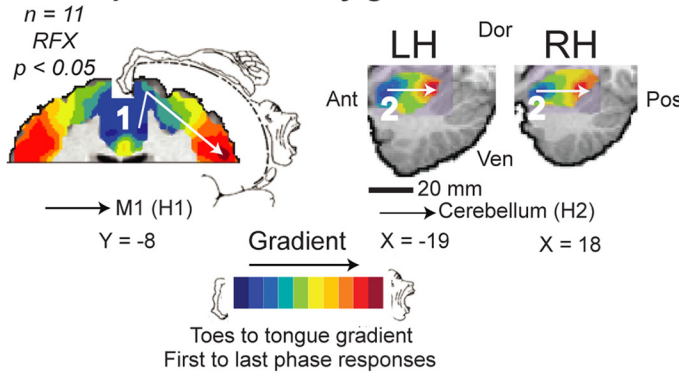 n = 11
RFX
p < 0.05
1
M1 (H1)
Y = -8
LH
Dor
RH
Ant
2
2
Pos
Ven
20 mm
Cerebellum (H2)
X = -19
X = 18
Gradient
Toes to tongue gradient
First to last phase responses